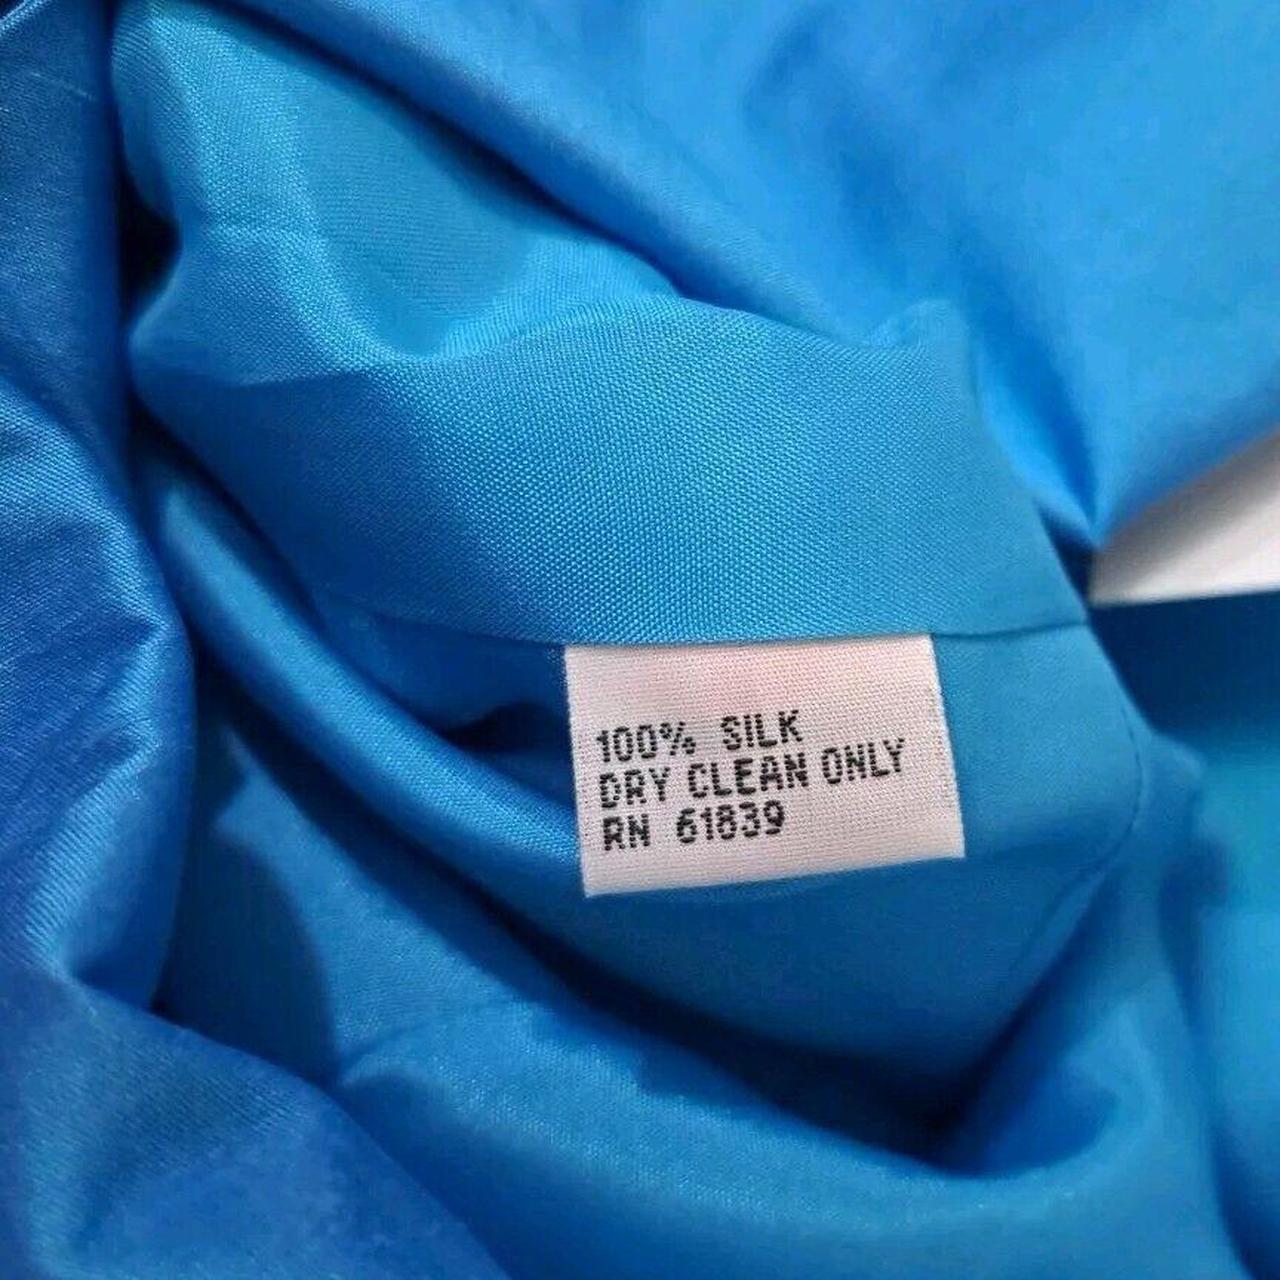 100% SILK
DRY CLEAN ONLY
RN 61839